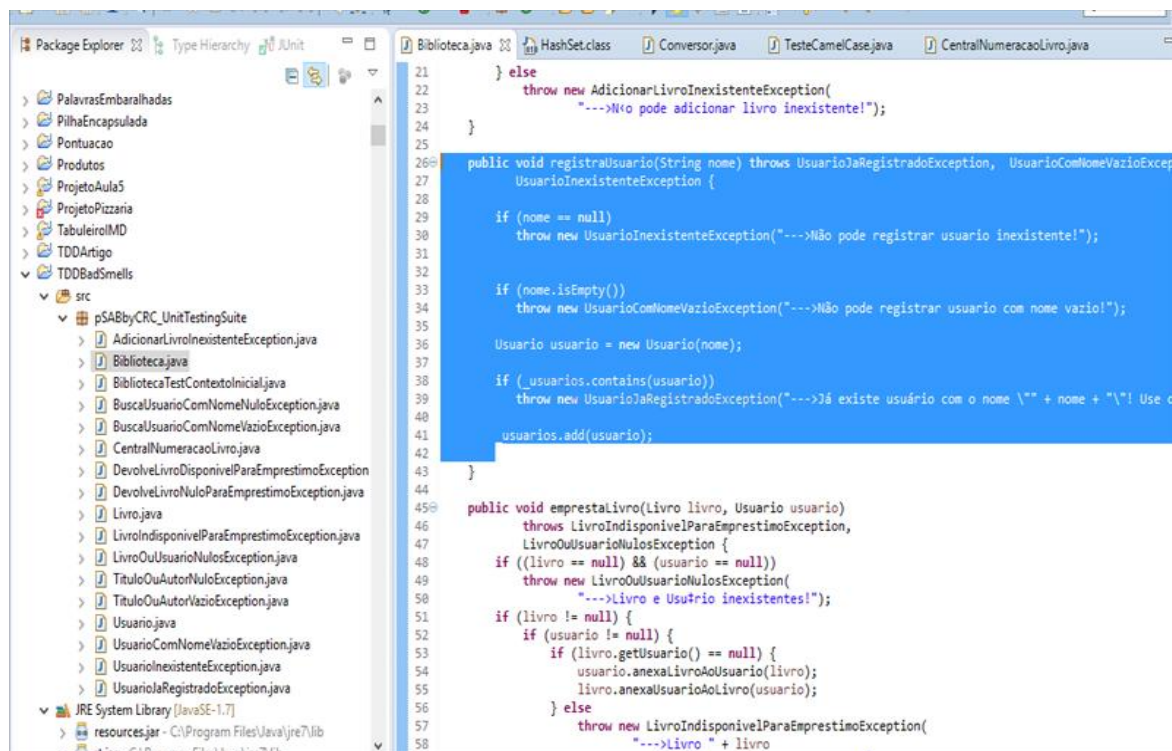 Package Explorer Type Hierarchy JUnit
PalavrasEmbaralhadas
PilhaEncapsulada
Pontuacao
Produtos
ProjetoAula5
ProjetoPizzaria
TabuleiroIMD
TDDArtigo
TDDBadSmells
src
pSABbyCRC_UnitTestingSuite
AdicionarLivroInexistenteException.java
Biblioteca.java
BibliotecaTestContextoInicial.java
BuscaUsuarioComNomeNuloException.java
BuscaUsuarioComNomeVazioException.java
CentralNumeracaoLivro.java
DevolveLivroDisponivelParaEmprestimoException
DevolveLivroNuloParaEmprestimoException.java
Livro.java
LivroIndisponivelParaEmprestimoException.java
LivroOuUsuarioNulosException.java
TituloOuAutorNuloException.java
TituloOuAutorVazioException.java
Usuario.java
UsuarioComNomeVazioException.java
UsuarioInexistenteException.java
UsuarioJaRegistradoException.java
JRE System Library [JavaSE-1.7]
resources.jar - C:\Program Files\Java\jre7\lib
Biblioteca.java HashSet.class Conversor.java TesteCamelCase.java CentralNumeracaoLivro.java
21 } else
22 throw new AdicionarLivroInexistenteException(
23 "--->N‹o pode adicionar livro inexistente!");
24 }
25
26 public void registraUsuario(String nome) throws UsuarioJaRegistradoException, UsuarioComNomeVazioExcep
27 UsuarioInexistenteException {
28
29 if (nome == null)
30 throw new UsuarioInexistenteException("--->Não pode registrar usuario inexistente!");
31
32
33 if (nome.isEmpty())
34 throw new UsuarioComNomeVazioException("--->Não pode registrar usuario com nome vazio!");
35
36 Usuario usuario = new Usuario(nome);
37
38 if (_usuarios.contains(usuario))
39 throw new UsuarioJaRegistradoException("--->Já existe usuário com o nome \"" + nome + "\"! Use
40
41 _usuarios.add(usuario);
42
43 }
44
45 public void emprestaLivro(Livro livro, Usuario usuario)
46 throws LivroIndisponivelParaEmprestimoException,
47 LivroOuUsuarioNulosException {
48 if ((livro == null) && (usuario == null))
49 throw new LivroOuUsuarioNulosException(
50 "--->Livro e Usu‡rio inexistentes!");
51 if (livro != null) {
52 if (usuario != null) {
53 if (livro.getUsuario() == null) {
54 usuario.anexaLivroAoUsuario(livro);
55 livro.anexaUsuarioAoLivro(usuario);
56 } else
57 throw new LivroIndisponivelParaEmprestimoException(
58 "--->Livro " + livro